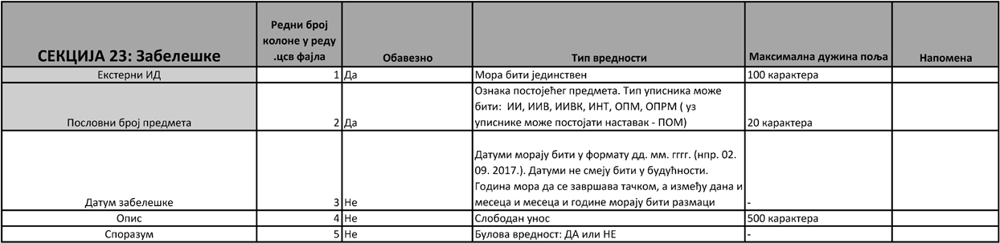 СЕКЦИЈА 23: Забелешке
Редни број
колоне у реду
.цсв фајла
Обавезно
Тип вредности
Максимална дужина поља
Напомена
Екстерни ИД
1
Да
Мора бити јединствен
100 карактера
Пословни број предмета
2
Да
Ознака постојећег предмета. Тип уписника може
бити:  ИИ, ИИВ, ИИВК, ИНТ, ОПМ, ОПРМ ( уз
уписнике може постојати наставак - ПОМ)
20 карактера
Датум забелешке
3
Не
Датуми морају бити у формату дд. мм. гггг. (нпр. 02.
09. 2017.). Датуми не смеју бити у будућности.
Година мора да се завршава тачком, а између дана и
месеца и месеца и године морају бити размаци
-
Опис
4
Не
Слободан унос
500 карактера
Споразум
5
Не
Булова вредност: ДА или НЕ
-